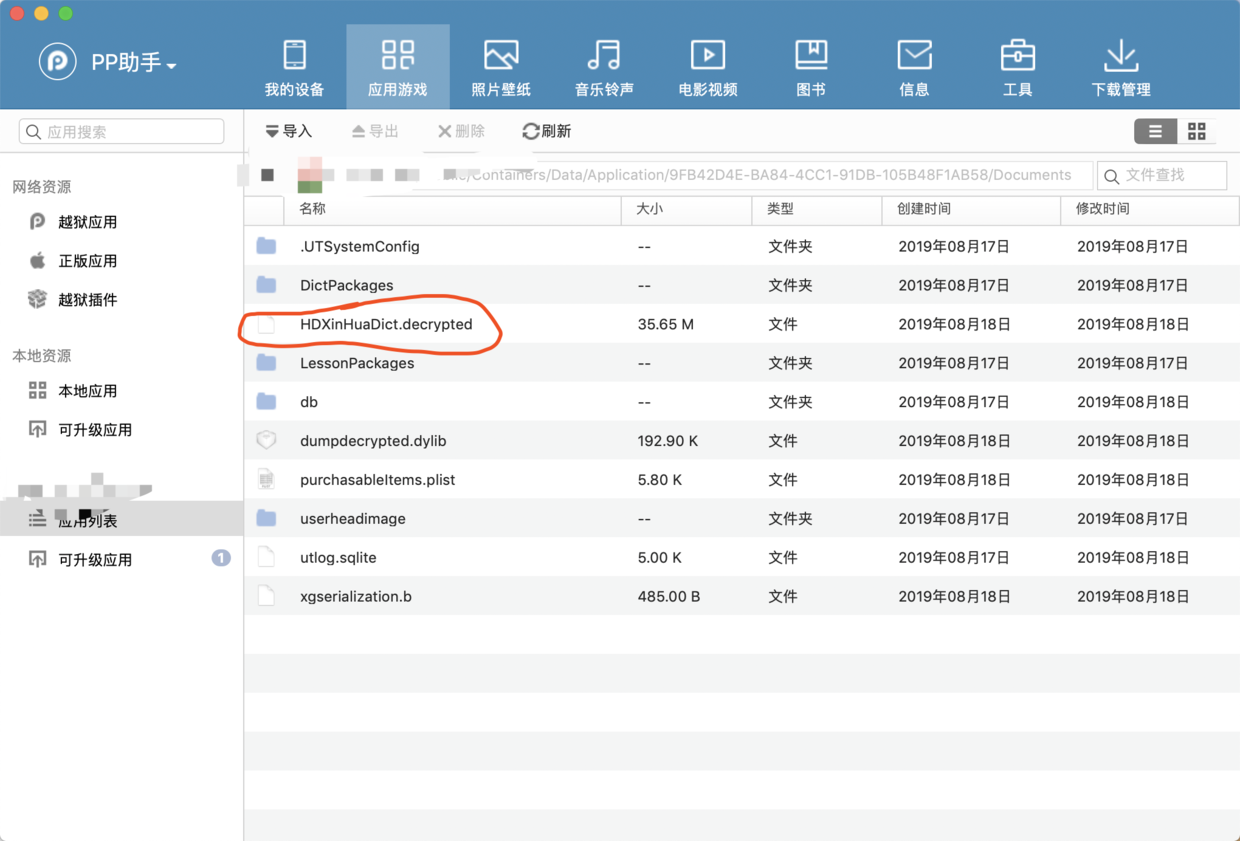 PP助手
我的设备 应用游戏 照片壁纸 音乐铃声 电影视频 图书 信息 工具 下载管理
应用搜索
导入 导出 删除 刷新
/Containers/Data/Application/9FB42D4E-BA84-4CC1-91DB-105B48F1AB58/Documents
文件查找
网络资源
越狱应用
正版应用
越狱插件
本地资源
本地应用
可升级应用
应用列表
可升级应用 1
名称 大小 类型 创建时间 修改时间
.UTSystemConfig -- 文件夹 2019年08月17日 2019年08月17日
DictPackages -- 文件夹 2019年08月17日 2019年08月17日
HDXinHuaDict.decrypted 35.65 M 文件 2019年08月18日 2019年08月18日
LessonPackages -- 文件夹 2019年08月17日 2019年08月17日
db -- 文件夹 2019年08月17日 2019年08月18日
dumpdecrypted.dylib 192.90 K 文件 2019年08月18日 2019年08月18日
purchasableItems.plist 5.80 K 文件 2019年08月18日 2019年08月18日
userheadimage -- 文件夹 2019年08月17日 2019年08月17日
utlog.sqlite 5.00 K 文件 2019年08月17日 2019年08月18日
xgserialization.b 485.00 B 文件 2019年08月18日 2019年08月18日